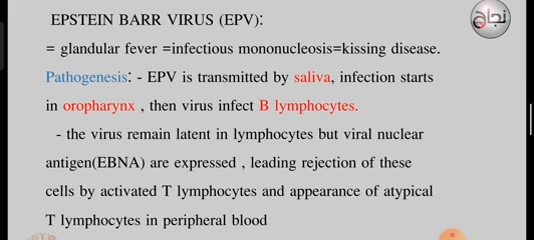 EPSTEIN BARR VIRUS (EPV):
= glandular fever =infectious mononucleosis=kissing disease.
Pathogenesis: - EPV is transmitted by saliva, infection starts
in oropharynx , then virus infect B lymphocytes.
- the virus remain latent in lymphocytes but viral nuclear
antigen(EBNA) are expressed , leading rejection of these
cells by activated T lymphocytes and appearance of atypical
T lymphocytes in peripheral blood
نجاح